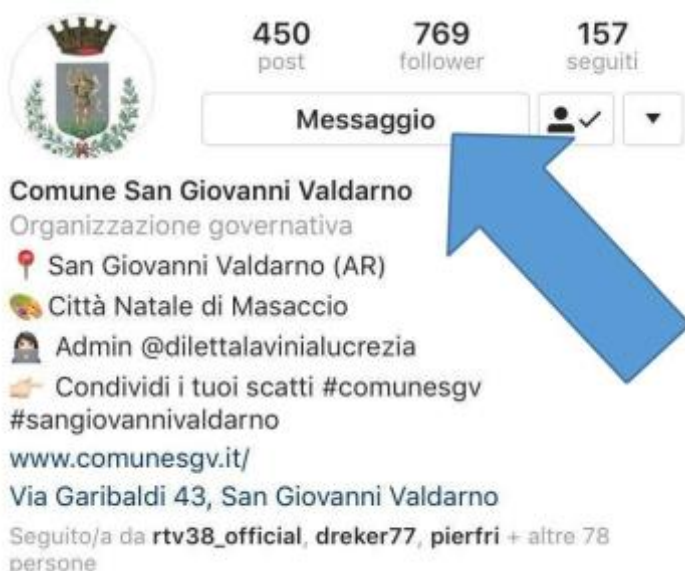 450 769 157
post follower seguiti
Messaggio
Comune San Giovanni Valdarno
Organizzazione governativa
San Giovanni Valdarno (AR)
Città Natale di Masaccio
Admin @dilettalavinialucrezia
Condividi i tuoi scatti #comunesgv
#sangiovannivaldarno
www.comunesgv.it/
Via Garibaldi 43, San Giovanni Valdarno
Seguito/a da rtv38_official, dreker77, pierfri + altre 78
persone